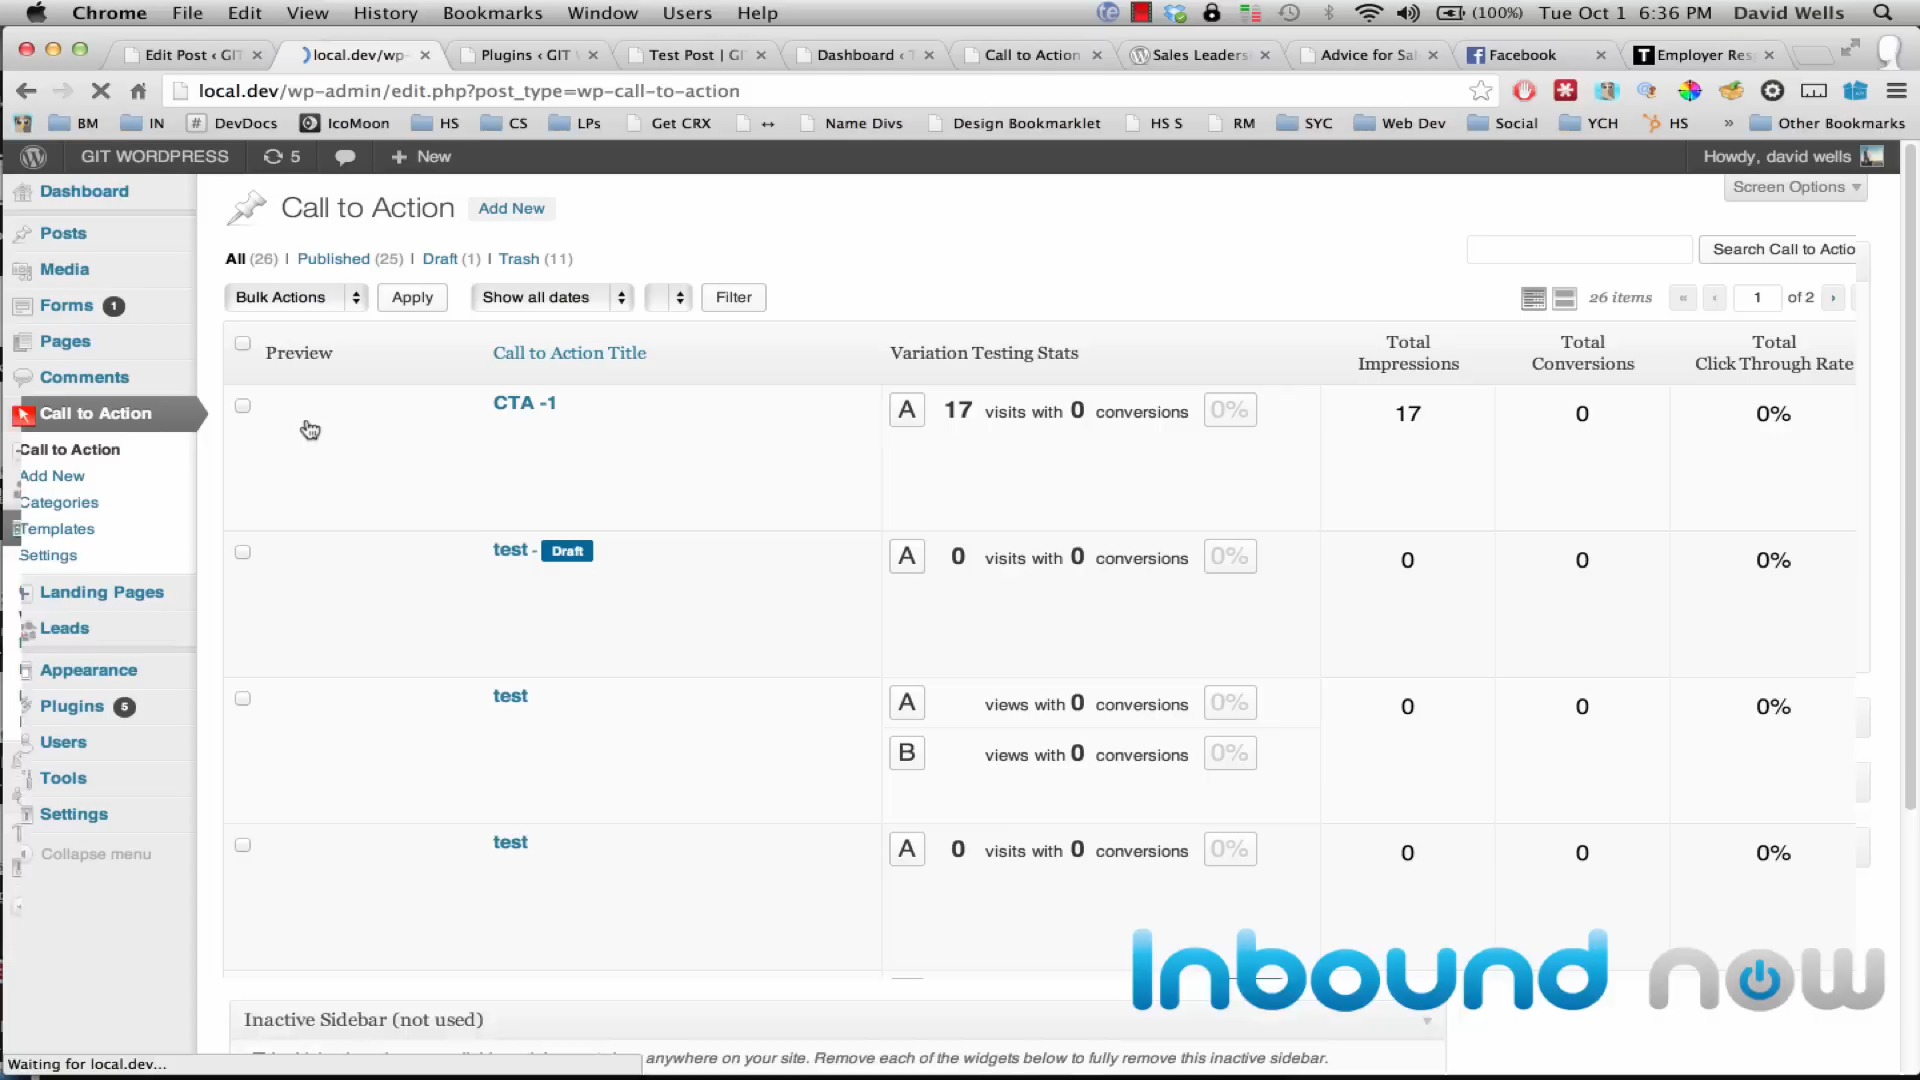 Chrome File Edit View History Bookmarks Window Users Help (100%) Tue Oct 1 6:36 PM David Wells
Edit Post ‹ GIT local.dev/wp- Plugins ‹ GIT Test Post | GI Dashboard ‹ Call to Action Sales Leaders Advice for Sal Facebook Employer Res
local.dev/wp-admin/edit.php?post_type=wp-call-to-action
BM IN # DevDocs IcoMoon HS CS LPs Get CRX ↔ Name Divs Design Bookmarklet HS S RM SYC Web Dev Social YCH HS » Other Bookmarks
GIT WORDPRESS 5 + New Howdy, david wells
Screen Options
Dashboard
Posts
Media
Forms 1
Pages
Comments
Call to Action
Call to Action
Add New
Categories
Templates
Settings
Landing Pages
Leads
Appearance
Plugins 5
Users
Tools
Settings
Collapse menu
Call to Action Add New
All (26) | Published (25) | Draft (1) | Trash (11)
Search Call to Actio
Bulk Actions Apply Show all dates Filter 26 items « ‹ 1 of 2 ›
Preview Call to Action Title Variation Testing Stats Total Impressions Total Conversions Total Click Through Rate
CTA -1 A 17 visits with 0 conversions 0% 17 0 0%
test - Draft A 0 visits with 0 conversions 0% 0 0 0%
test A views with 0 conversions 0% 0 0 0%
B views with 0 conversions 0%
test A 0 visits with 0 conversions 0% 0 0 0%
Inbound now
Inactive Sidebar (not used)
anywhere on your site. Remove each of the widgets below to fully remove this inactive sidebar.
Waiting for local.dev...